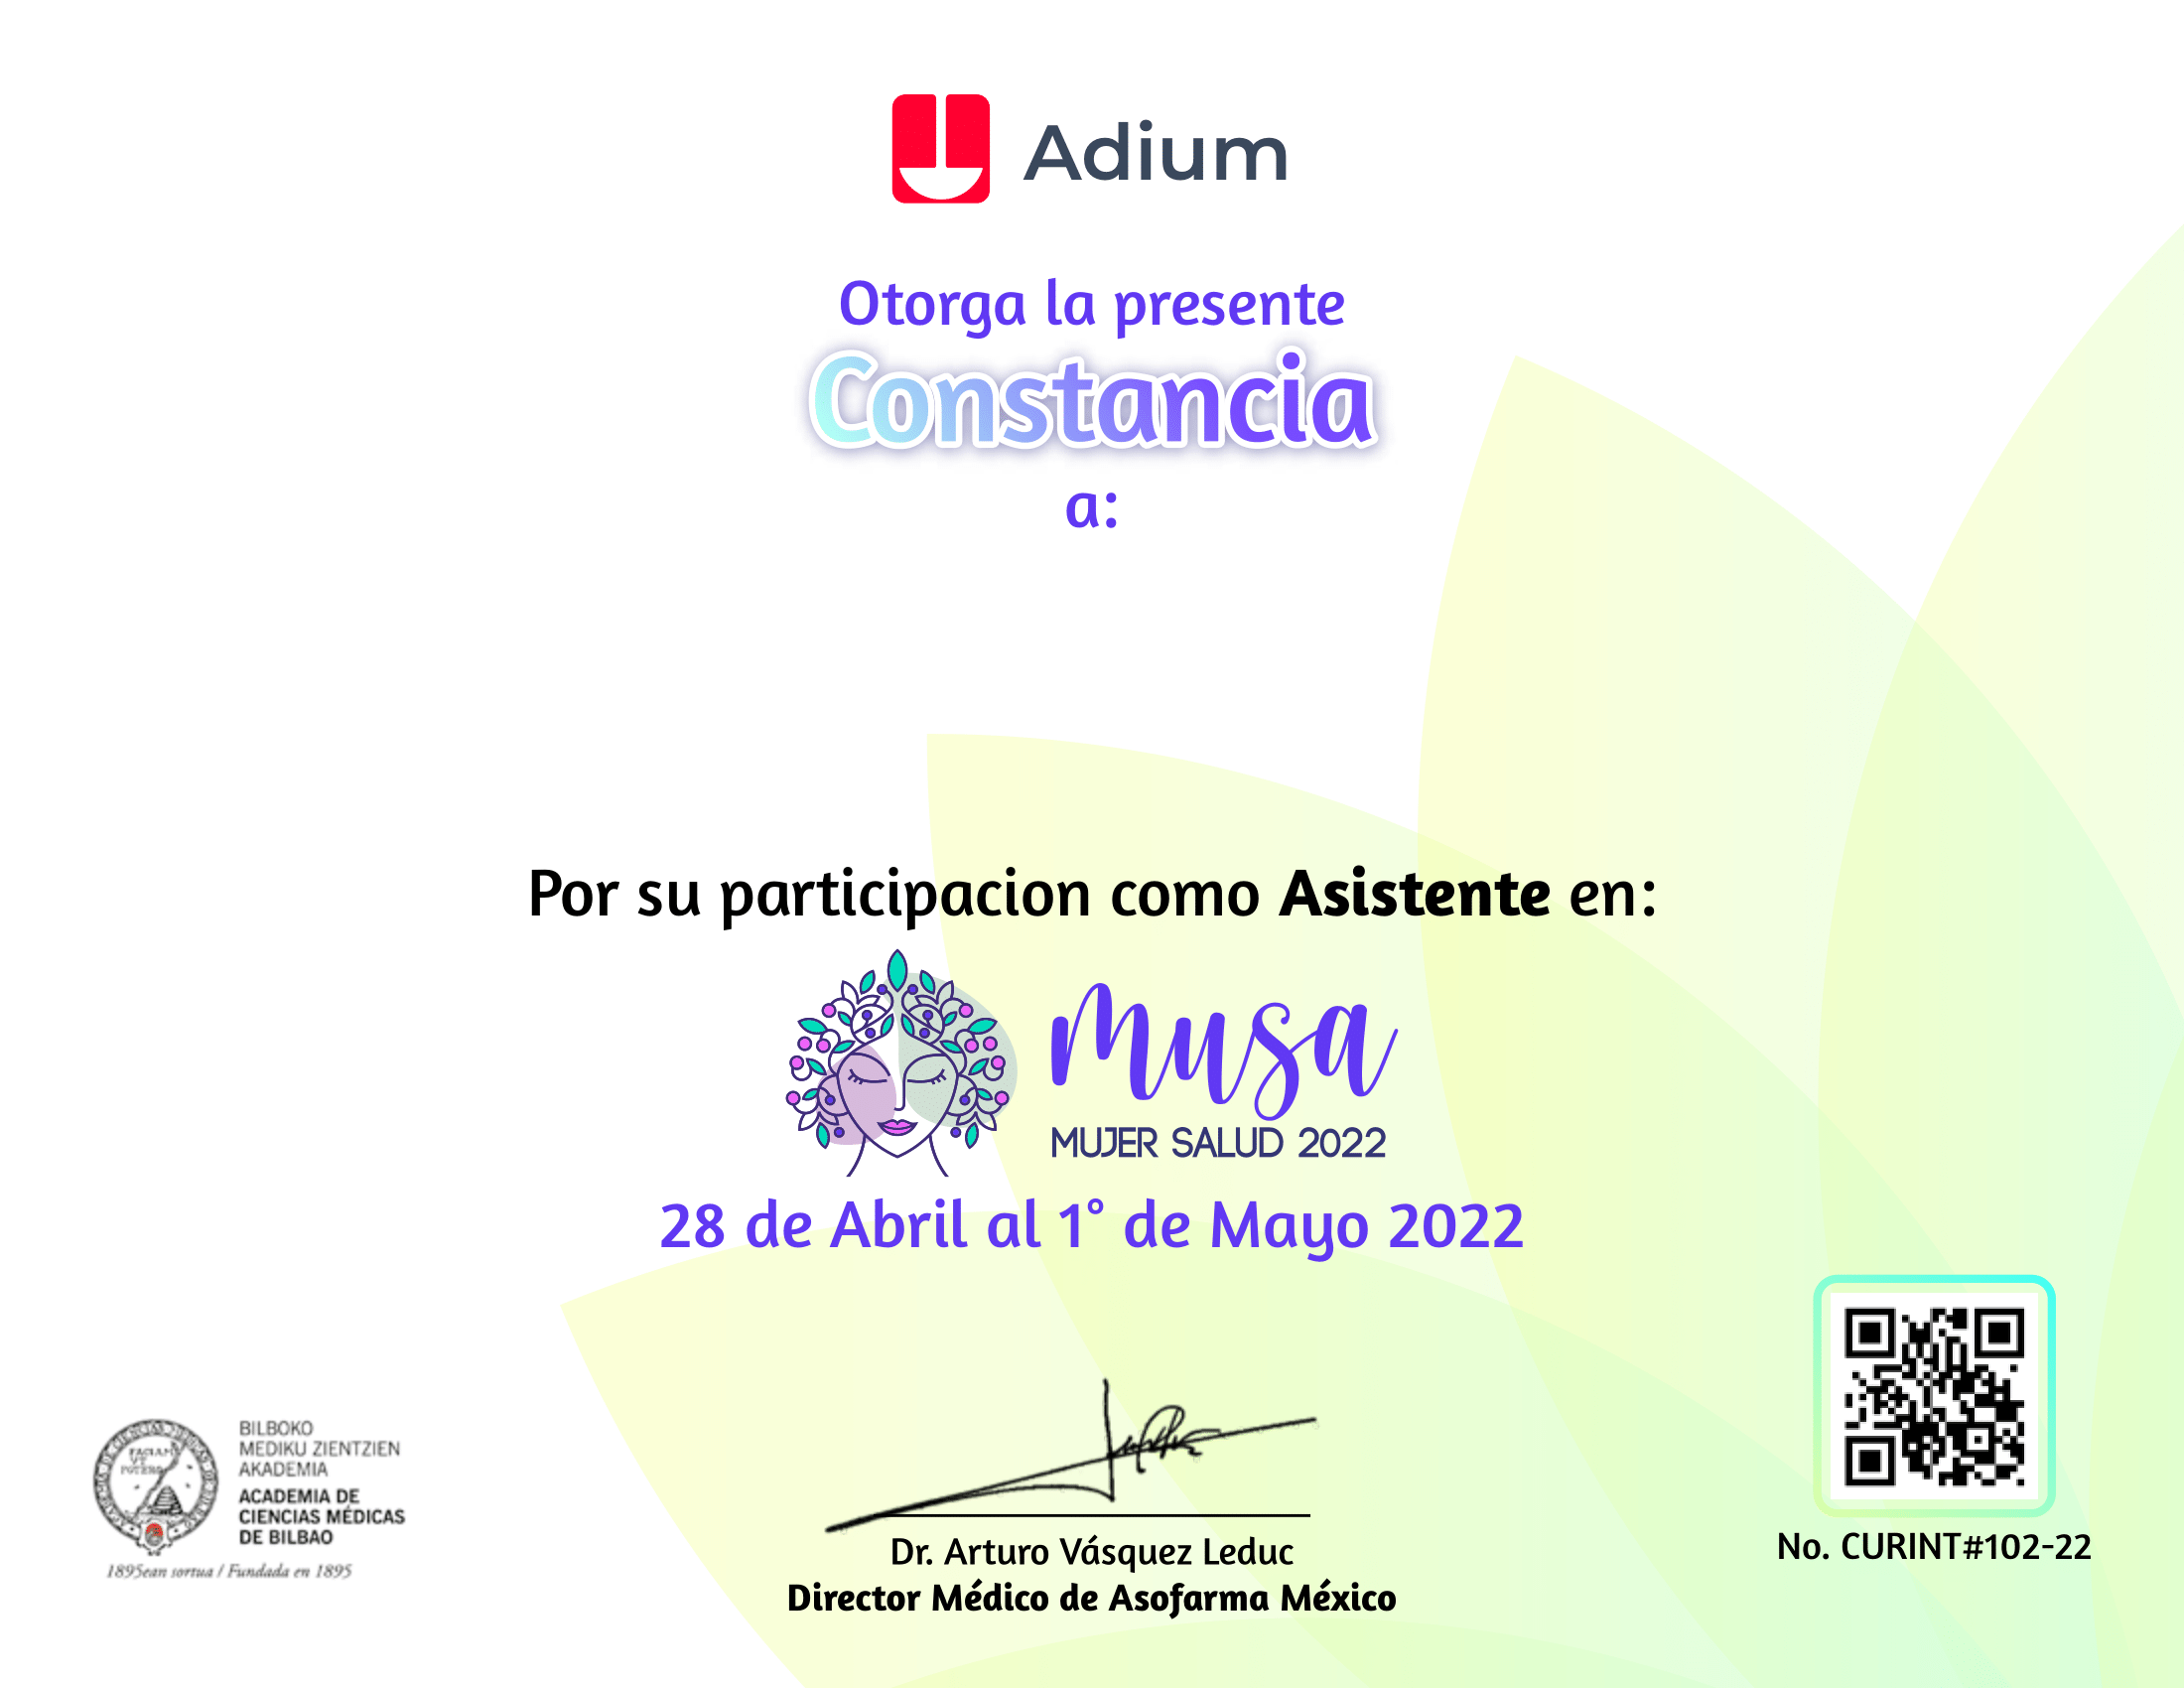 Adium
Otorga la presente
Constancia
a:
Por su participacion como Asistente en:
musa
MUJER SALUD 2022
28 de Abril al 1° de Mayo 2022
BILBOKO
MEDIKU ZIENTZIEN
AKADEMIA
ACADEMIA DE
CIENCIAS MÉDICAS
DE BILBAO
1895ean sortua / Fundada en 1895
Dr. Arturo Vásquez Leduc
Director Médico de Asofarma México
No. CURINT#102-22